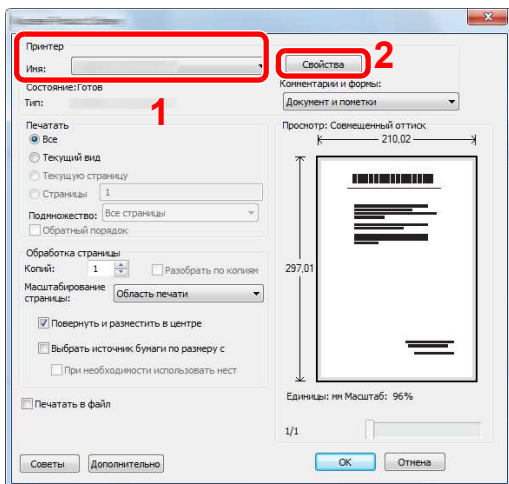 Принтер
Имя:
Свойства
2
Состояние:Готов
Комментарии и формы:
Тип:
1
Документ и пометки
Печатать
Все
Текущий вид
Текущую страницу
Страницы 1
Подмножество: Все страницы
Обратный порядок
Просмотр: Совмещенный оттиск
210,02
297,01
Обработка страницы
Копий: 1 Разобрать по копиям
Масштабирование
страницы: Область печати
Повернуть и разместить в центре
Выбрать источник бумаги по размеру с
При необходимости использовать нест
Единицы: мм Масштаб: 96%
Печатать в файл
1/1
Советы Дополнительно
OK Отмена